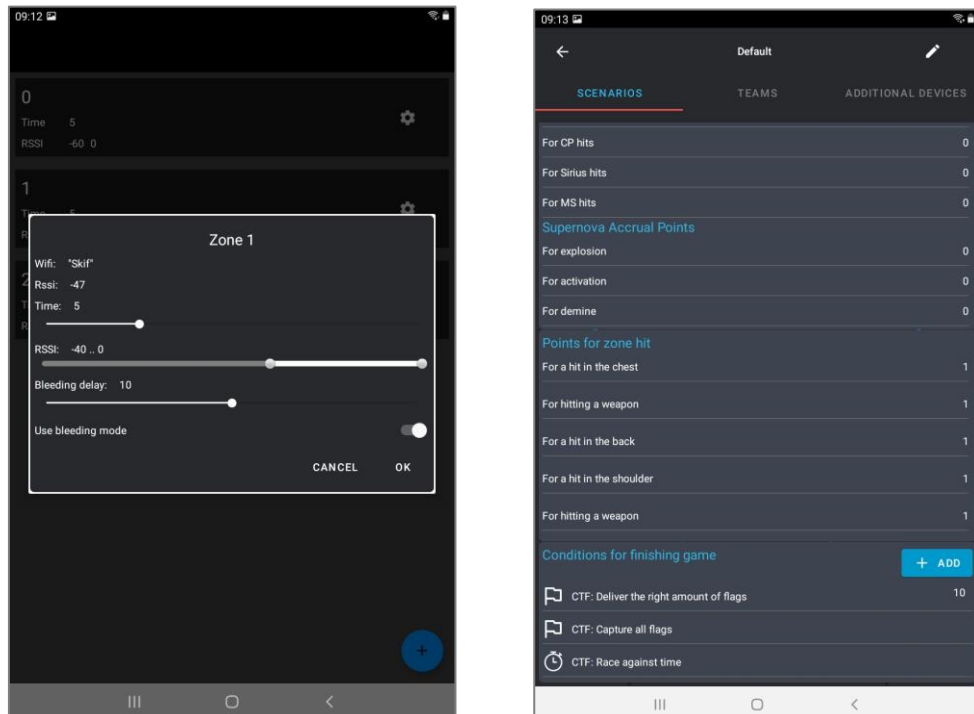 09:12
0
Time 5
RSSI -60 0
1
Time 5
Zone 1
Wifi: "Skif"
Rssi: -47
2
Time: 5
RSSI: -40 .. 0
Bleeding delay: 10
Use bleeding mode
CANCEL OK
+
09:13
Default
SCENARIOS TEAMS ADDITIONAL DEVICES
For CP hits 0
For Sirius hits 0
For MS hits 0
Supernova Accrual Points
For explosion 0
For activation 0
For demine 0
Points for zone hit
For a hit in the chest 1
For hitting a weapon 1
For a hit in the back 1
For a hit in the shoulder 1
For hitting a weapon 1
Conditions for finishing game + ADD
CTF: Deliver the right amount of flags 10
CTF: Capture all flags
CTF: Race against time